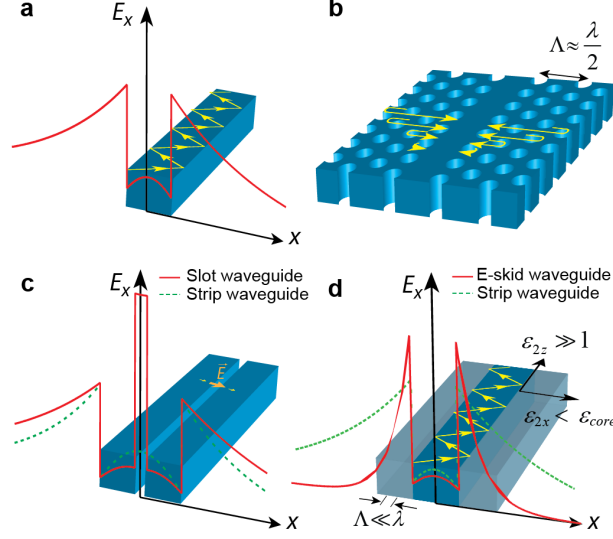 a
Eₓ
x
b
Λ ≈ λ/2
c
Eₓ
Slot waveguide
Strip waveguide
E⃗
x
d
Eₓ
E-skid waveguide
Strip waveguide
ε₂z ≫ 1
ε₂ₓ < εcore
Λ ≪ λ
x